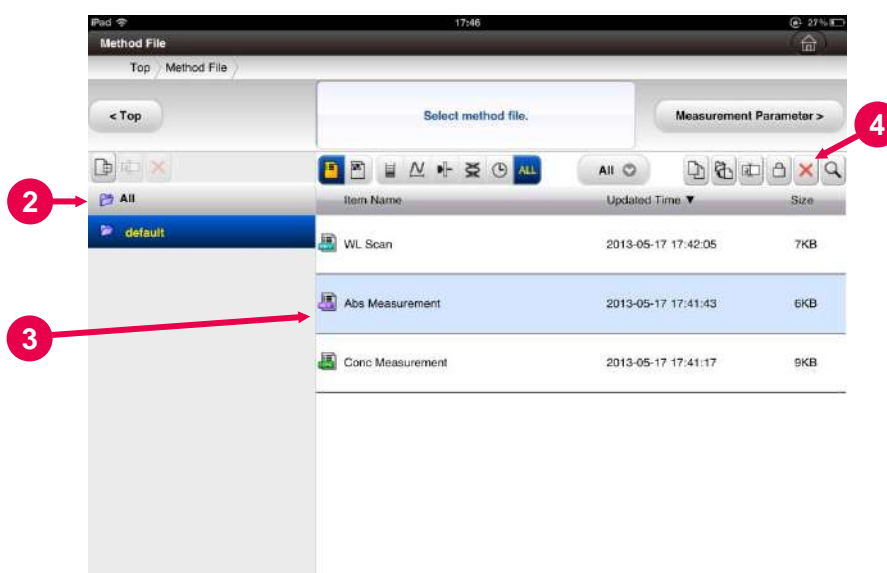 iPad 17:46 27%
Method File
Top Method File
< Top Select method file. Measurement Parameter >
4
ALL All
2
All Item Name Updated Time ▼ Size
default
WL Scan 2013-05-17 17:42:05 7KB
3
Abs Measurement 2013-05-17 17:41:43 6KB
Conc Measurement 2013-05-17 17:41:17 9KB